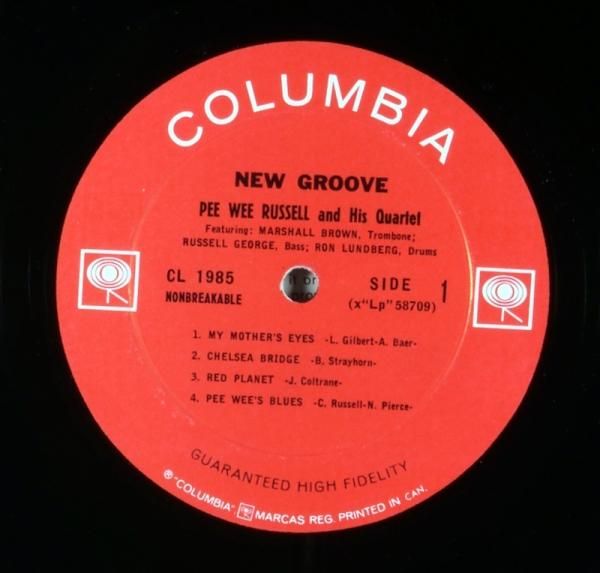 COLUMBIA
NEW GROOVE
PEE WEE RUSSELL and His Quartet
Featuring: MARSHALL BROWN, Trombone;
RUSSELL GEORGE, Bass; RON LUNDBERG, Drums
CL 1985
NONBREAKABLE
SIDE 1
(x"Lp"58709)
1. MY MOTHER'S EYES -L. Gilbert-A. Baer-
2. CHELSEA BRIDGE -B. Strayhorn-
3. RED PLANET -J. Coltrane-
4. PEE WEE'S BLUES -C. Russell-N. Pierce-
GUARANTEED HIGH FIDELITY
® "COLUMBIA" MARCAS REG. PRINTED IN CAN.